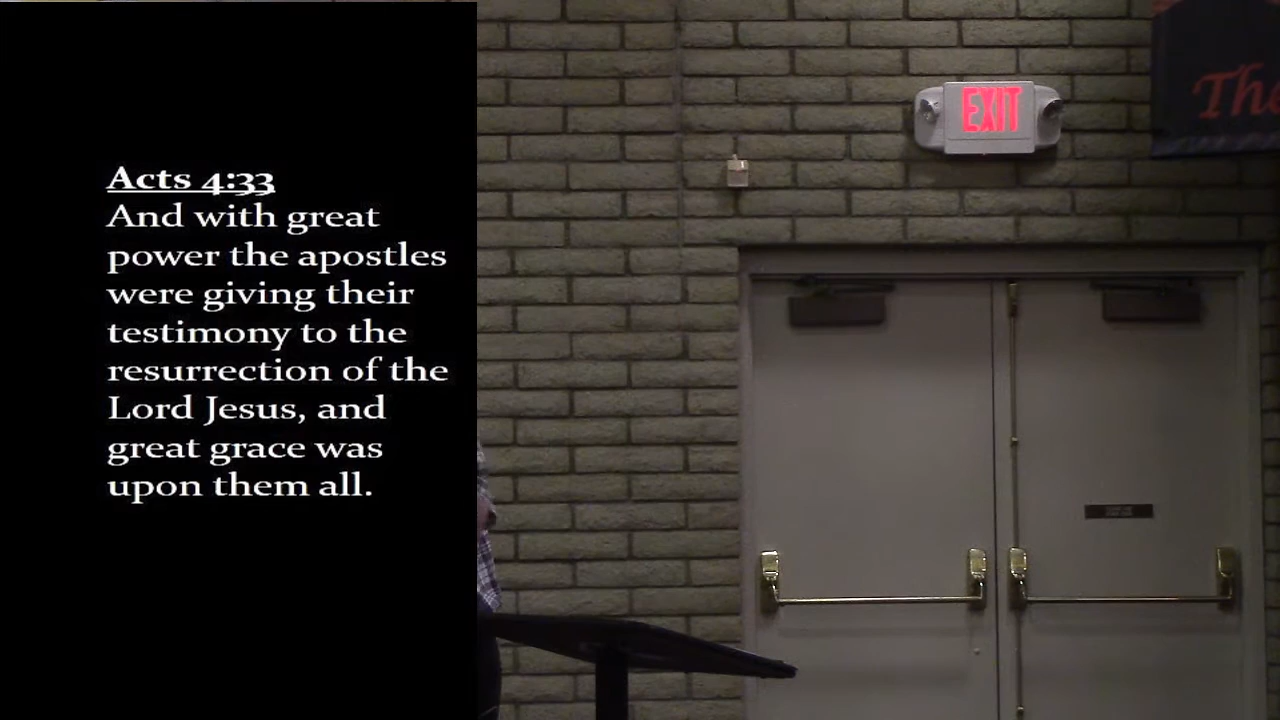 Acts 4:33
And with great
power the apostles
were giving their
testimony to the
resurrection of the
Lord Jesus, and
great grace was
upon them all.
EXIT